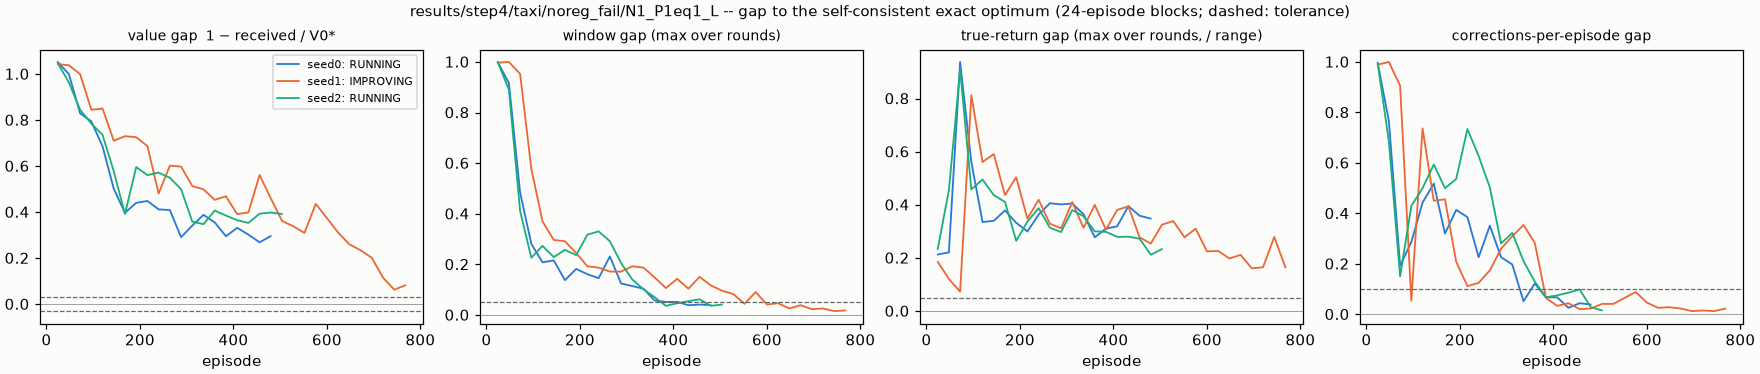 results/step4/taxi/noreg_fail/N1_P1eq1_L -- gap to the self-consistent exact optimum (24-episode blocks; dashed: tolerance)
value gap 1 − received / V0*
window gap (max over rounds)
true-return gap (max over rounds, / range)
corrections-per-episode gap
seed0: RUNNING
seed1: IMPROVING
seed2: RUNNING
1.0
0.8
0.6
0.4
0.2
0.0
0 200 400 600 800
episode
1.0
0.8
0.6
0.4
0.2
0.0
0 200 400 600 800
episode
0.8
0.6
0.4
0.2
0.0
0 200 400 600 800
episode
1.0
0.8
0.6
0.4
0.2
0.0
0 200 400 600 800
episode